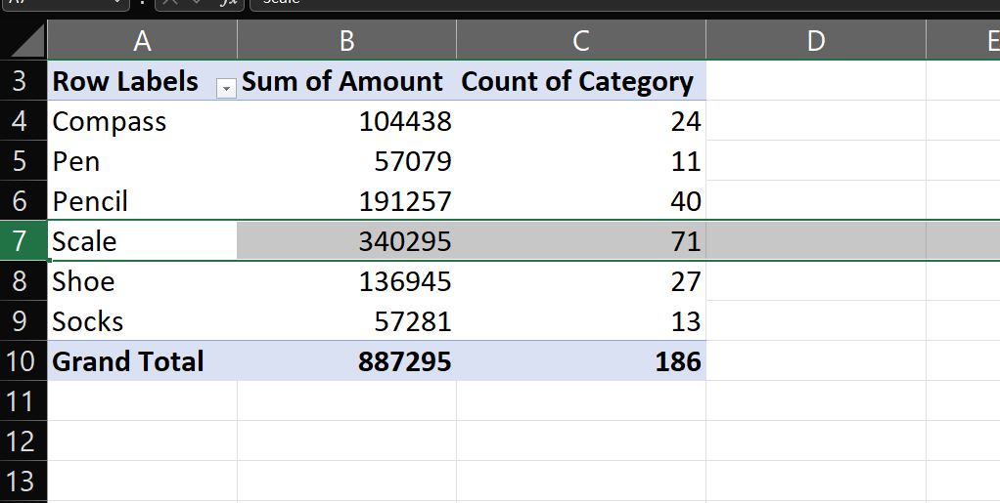 A B C D E
3 Row Labels Sum of Amount Count of Category
4 Compass 104438 24
5 Pen 57079 11
6 Pencil 191257 40
7 Scale 340295 71
8 Shoe 136945 27
9 Socks 57281 13
10 Grand Total 887295 186
11
12
13